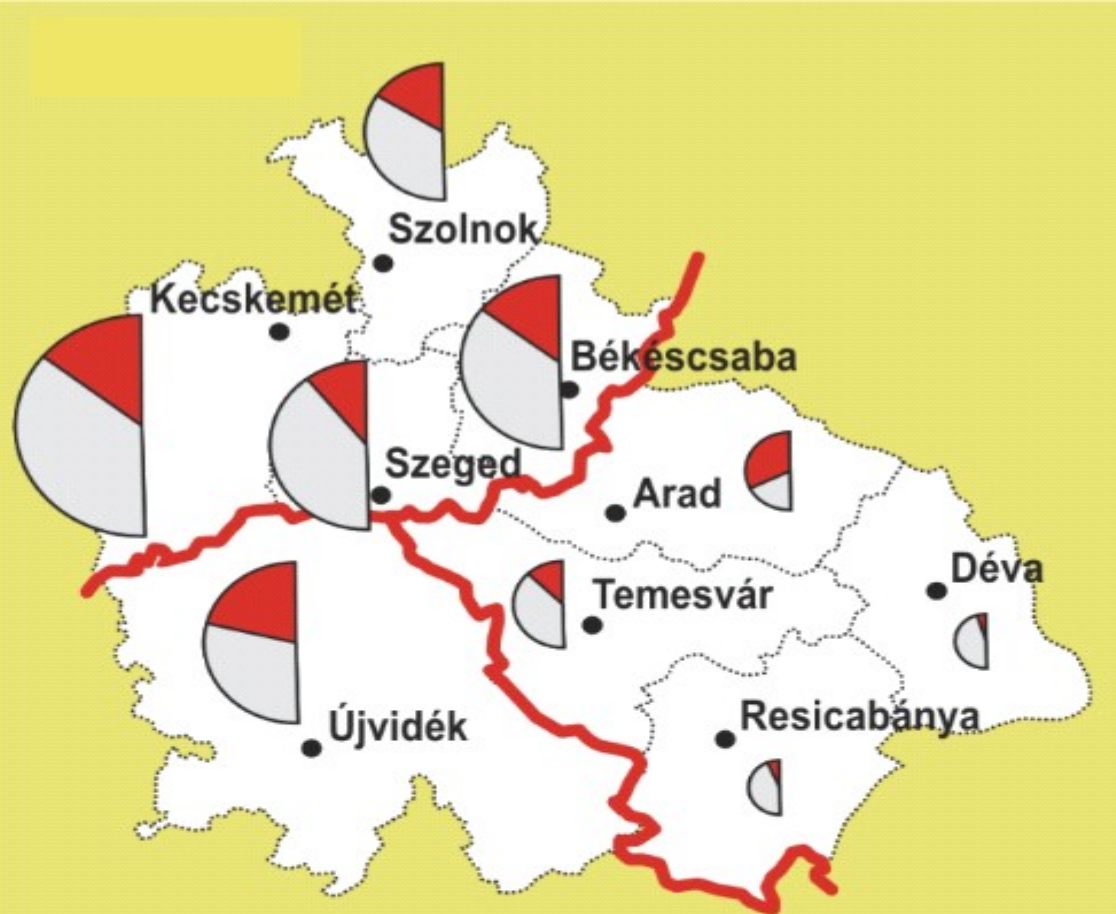 Szolnok
Kecskemét
Békéscsaba
Szeged
Arad
Déva
Temesvár
Resicabánya
Újvidék